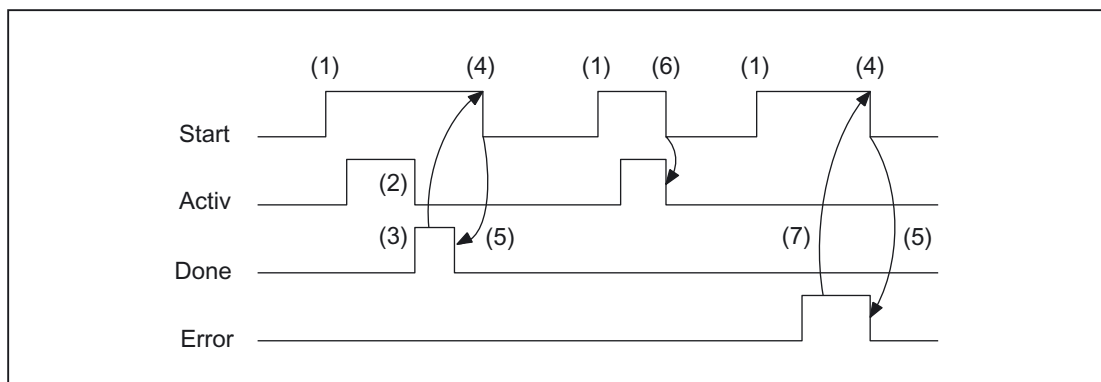 (1) (4) (1) (6) (1) (4)
Start
Activ (2)
(3) (5) (7) (5)
Done
Error